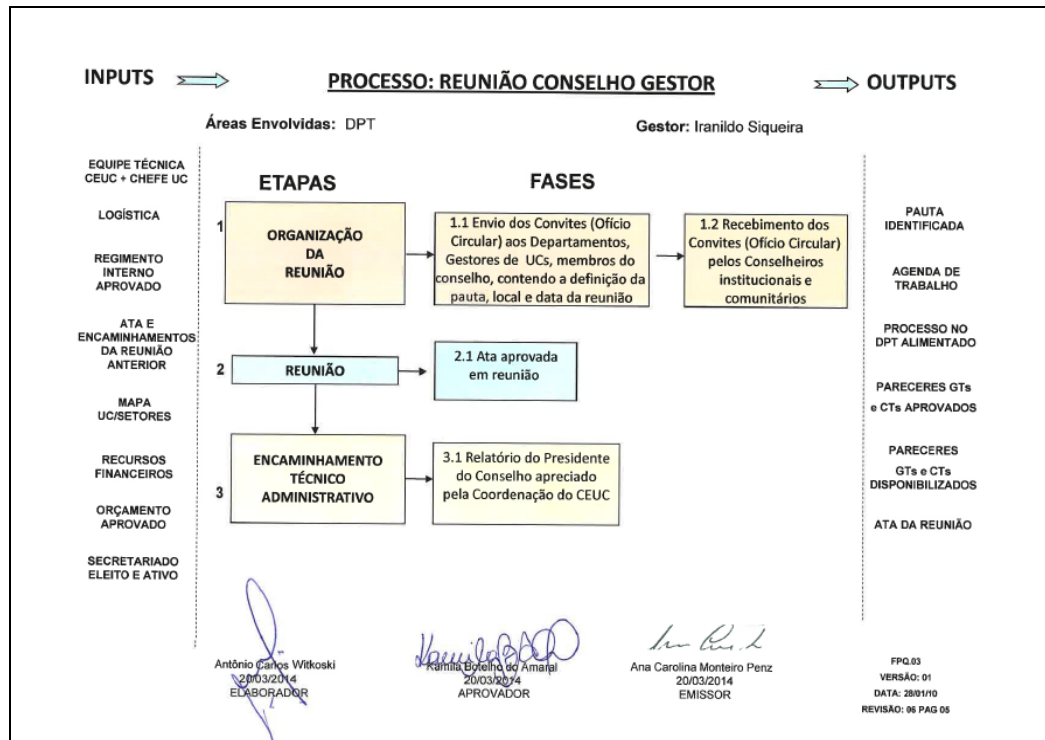 INPUTS
PROCESSO: REUNIÃO CONSELHO GESTOR
OUTPUTS
Áreas Envolvidas: DPT
Gestor: Iranildo Siqueira
EQUIPE TÉCNICA
CEUC + CHEFE UC
LOGÍSTICA
REGIMENTO
INTERNO
APROVADO
ATA E
ENCAMINHAMENTOS
DA REUNIÃO
ANTERIOR
MAPA
UC/SETORES
RECURSOS
FINANCEIROS
ORÇAMENTO
APROVADO
SECRETARIADO
ELEITO E ATIVO
ETAPAS
FASES
1
ORGANIZAÇÃO
DA
REUNIÃO
1.1 Envio dos Convites (Ofício
Circular) aos Departamentos,
Gestores de UCs, membros do
conselho, contendo a definição da
pauta, local e data da reunião
1.2 Recebimento dos
Convites (Ofício Circular)
pelos Conselheiros
institucionais e
comunitários
2
REUNIÃO
2.1 Ata aprovada
em reunião
3
ENCAMINHAMENTO
TÉCNICO
ADMINISTRATIVO
3.1 Relatório do Presidente
do Conselho apreciado
pela Coordenação do CEUC
PAUTA
IDENTIFICADA
AGENDA DE
TRABALHO
PROCESSO NO
DPT ALIMENTADO
PARECERES GTs
e CTs APROVADOS
PARECERES
GTs e CTs
DISPONIBILIZADOS
ATA DA REUNIÃO
Antônio Carlos Witkoski
20/03/2014
ELABORADOR
Kamila Botelho do Amaral
20/03/2014
APROVADOR
Ana Carolina Monteiro Penz
20/03/2014
EMISSOR
FPQ.03
VERSÃO: 01
DATA: 28/01/10
REVISÃO: 06 PAG 05